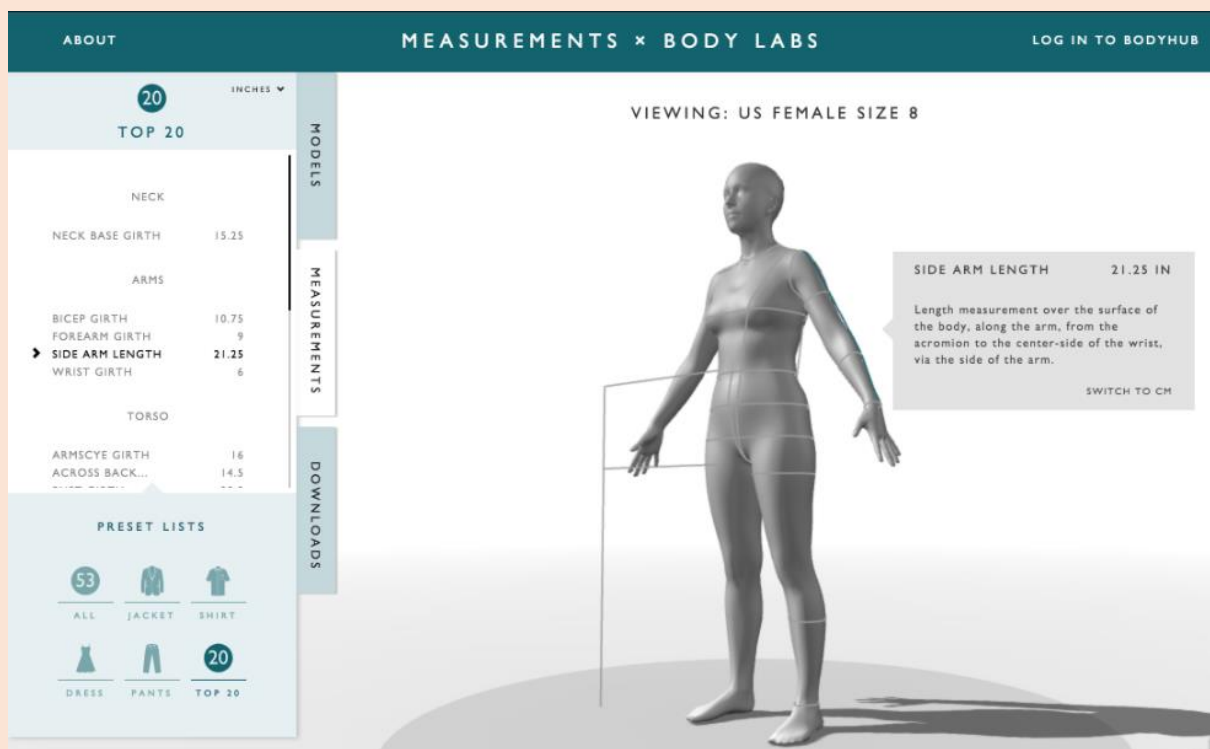 ABOUT
MEASUREMENTS × BODY LABS
LOG IN TO BODYHUB
20
INCHES
TOP 20
NECK
NECK BASE GIRTH 15.25
ARMS
BICEP GIRTH 10.75
FOREARM GIRTH 9
SIDE ARM LENGTH 21.25
WRIST GIRTH 6
TORSO
ARMSCYE GIRTH 16
ACROSS BACK... 14.5
PRESET LISTS
53
ALL
JACKET
SHIRT
DRESS
PANTS
20
TOP 20
MODELS
MEASUREMENTS
DOWNLOADS
VIEWING: US FEMALE SIZE 8
SIDE ARM LENGTH 21.25 IN
Length measurement over the surface of
the body, along the arm, from the
acromion to the center-side of the wrist,
via the side of the arm.
SWITCH TO CM